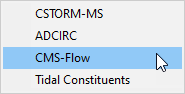 CSTORM-MS
ADCIRC
CMS-Flow
Tidal Constituents